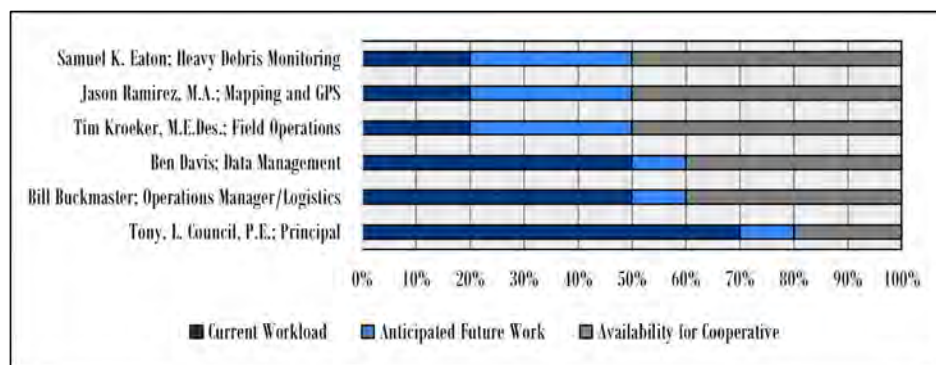 Samuel K. Eaton; Heavy Debris Monitoring
Jason Ramirez, M.A.; Mapping and GPS
Tim Kroeker, M.E.Des.; Field Operations
Ben Davis; Data Management
Bill Buckmaster; Operations Manager/Logistics
Tony, L. Council, P.E.; Principal
0% 10% 20% 30% 40% 50% 60% 70% 80% 90% 100%
Current Workload Anticipated Future Work Availability for Cooperative